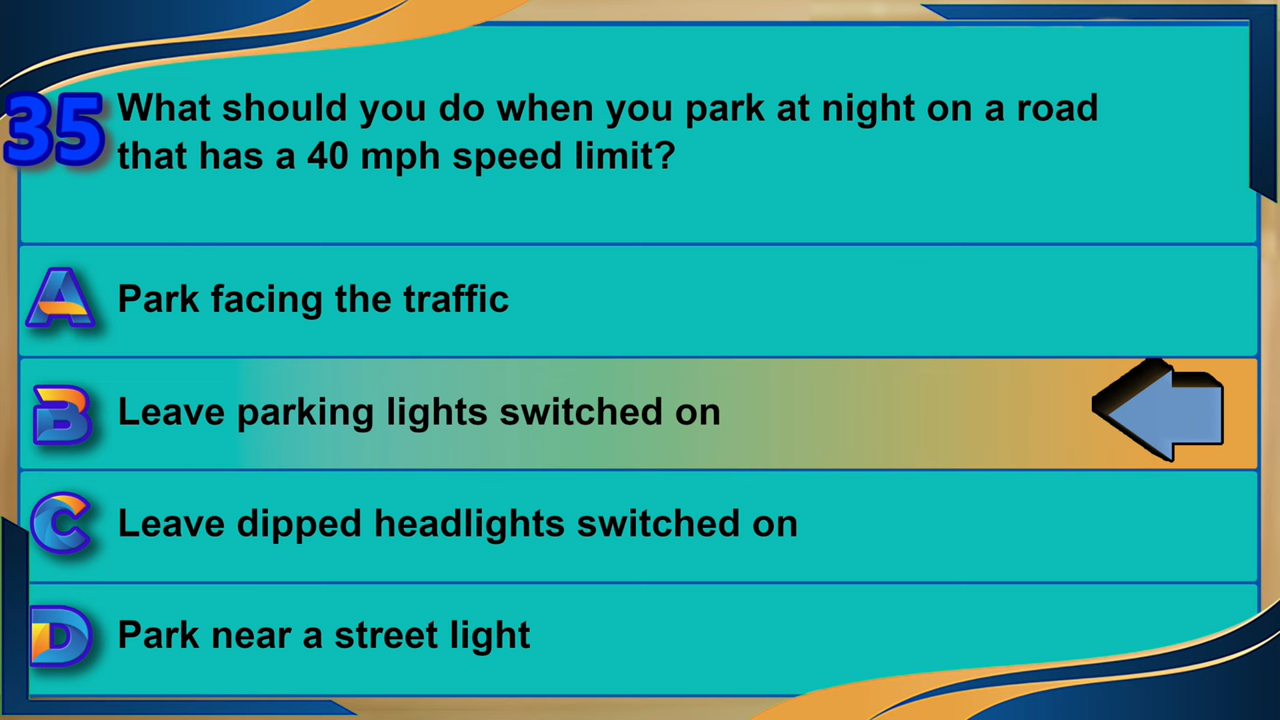 35 What should you do when you park at night on a road
that has a 40 mph speed limit?
A Park facing the traffic
B Leave parking lights switched on
C Leave dipped headlights switched on
D Park near a street light